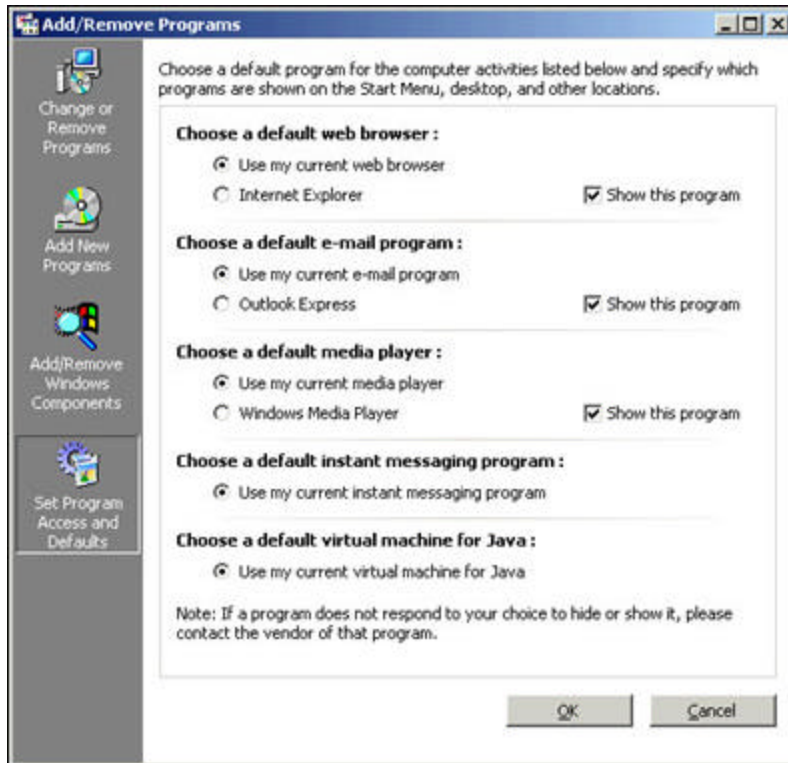 Add/Remove Programs
Change or
Remove
Programs
Add New
Programs
Add/Remove
Windows
Components
Set Program
Access and
Defaults
Choose a default program for the computer activities listed below and specify which
programs are shown on the Start Menu, desktop, and other locations.
Choose a default web browser :
Use my current web browser
Internet Explorer Show this program
Choose a default e-mail program :
Use my current e-mail program
Outlook Express Show this program
Choose a default media player :
Use my current media player
Windows Media Player Show this program
Choose a default instant messaging program :
Use my current instant messaging program
Choose a default virtual machine for Java :
Use my current virtual machine for Java
Note: If a program does not respond to your choice to hide or show it, please
contact the vendor of that program.
OK Cancel